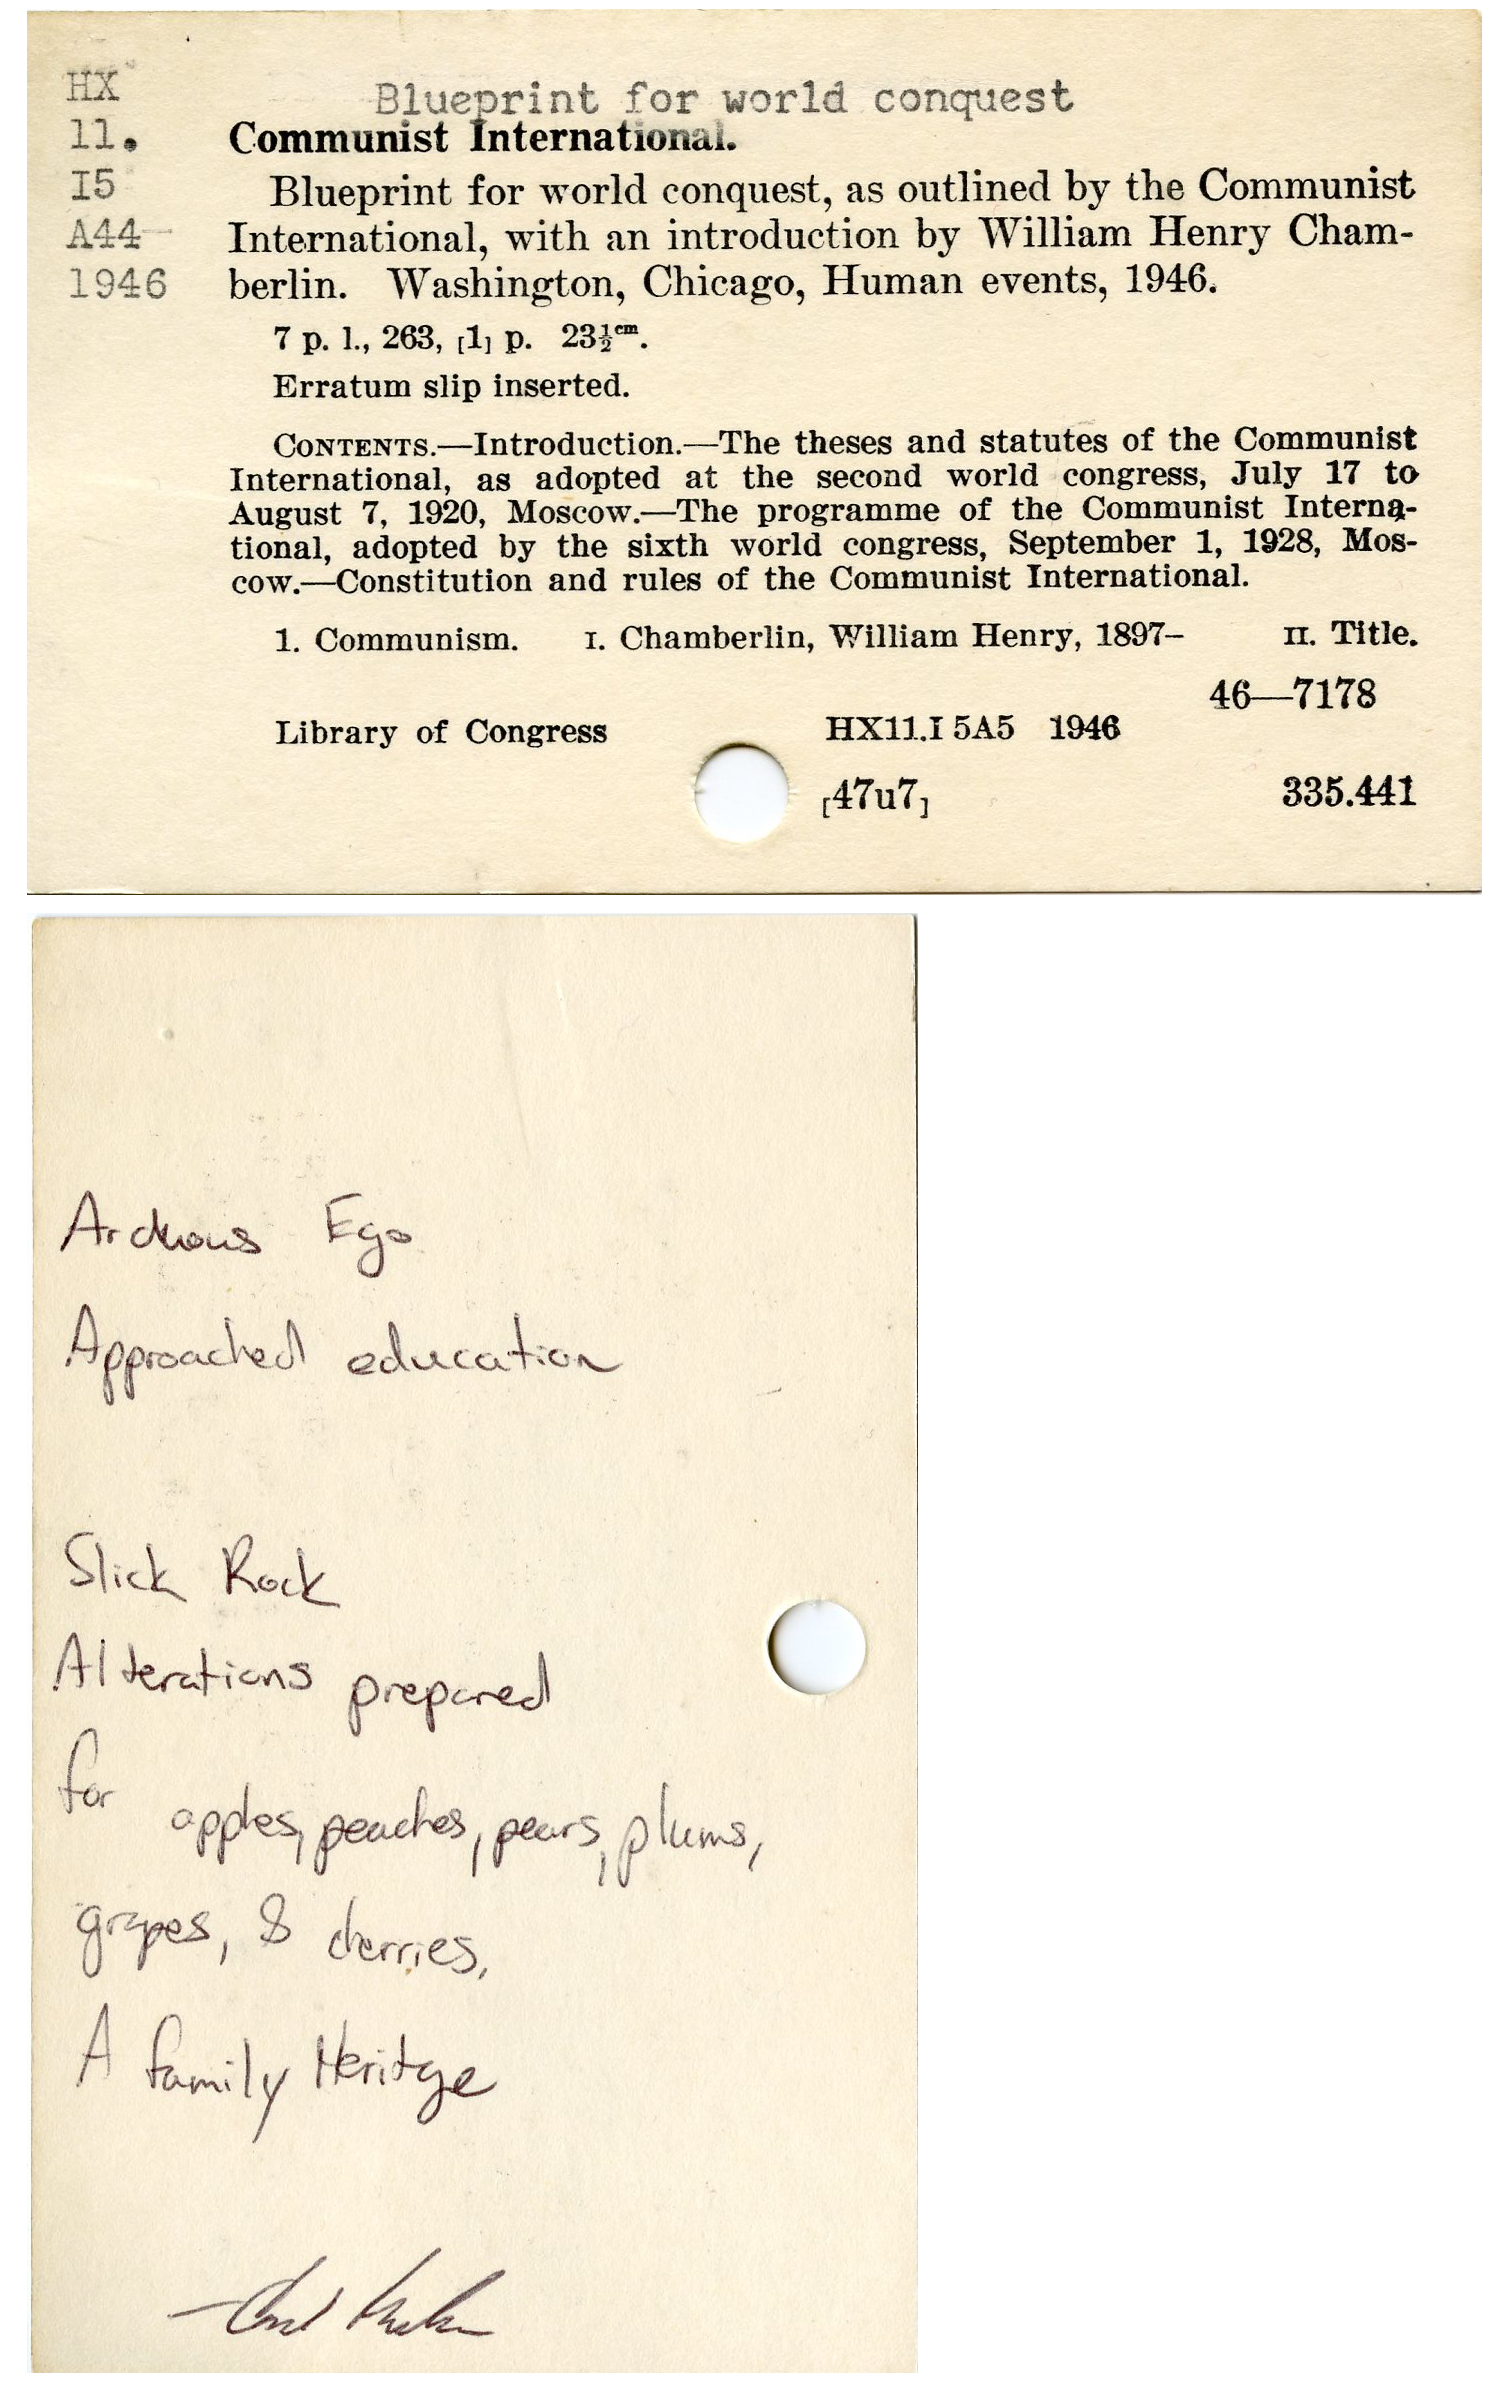 HX
11.
I5
A44
1946
Blueprint for world conquest
Communist International.
Blueprint for world conquest, as outlined by the Communist
International, with an introduction by William Henry Cham-
berlin. Washington, Chicago, Human events, 1946.
7 p. l., 263, [1] p. 23½ᶜᵐ.
Erratum slip inserted.
CONTENTS.—Introduction.—The theses and statutes of the Communist
International, as adopted at the second world congress, July 17 to
August 7, 1920, Moscow.—The programme of the Communist Interna-
tional, adopted by the sixth world congress, September 1, 1928, Mos-
cow.—Constitution and rules of the Communist International.
1. Communism. I. Chamberlin, William Henry, 1897– II. Title.
46—7178
Library of Congress HX11.I 5A5 1946
[47u7] 335.441
Arduous Ego
Approached education
Slick Rock
Alterations prepared
for apples, peaches, pears, plums,
grapes, & cherries,
A family Heritge